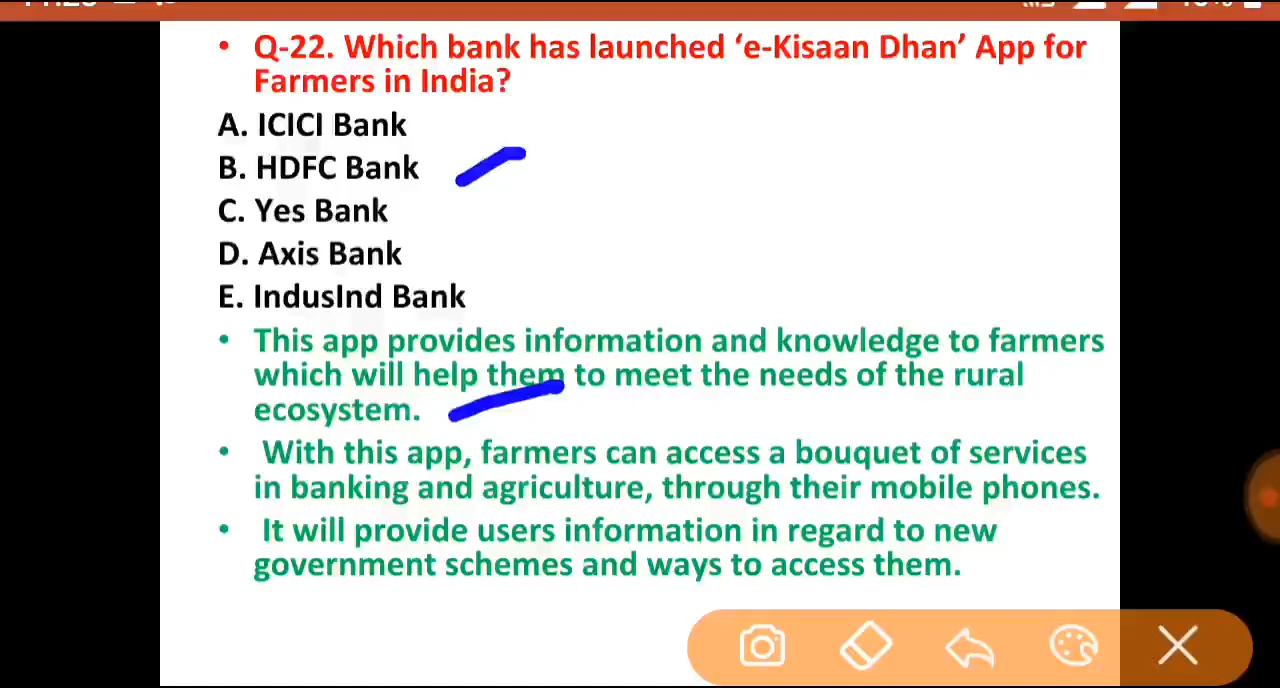 • Q-22. Which bank has launched ‘e-Kisaan Dhan’ App for
Farmers in India?
A. ICICI Bank
B. HDFC Bank
C. Yes Bank
D. Axis Bank
E. IndusInd Bank
• This app provides information and knowledge to farmers
which will help them to meet the needs of the rural
ecosystem.
• With this app, farmers can access a bouquet of services
in banking and agriculture, through their mobile phones.
• It will provide users information in regard to new
government schemes and ways to access them.